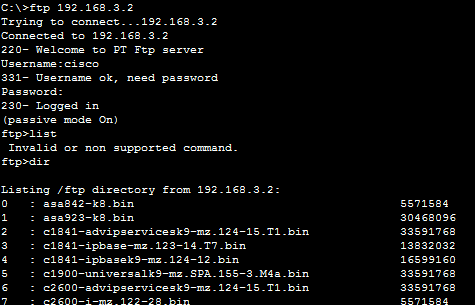 C:\>ftp 192.168.3.2
Trying to connect...192.168.3.2
Connected to 192.168.3.2
220- Welcome to PT Ftp server
Username:cisco
331- Username ok, need password
Password:
230- Logged in
(passive mode On)
ftp>list
Invalid or non supported command.
ftp>dir
Listing /ftp directory from 192.168.3.2:
0 : asa842-k8.bin 5571584
1 : asa923-k8.bin 30468096
2 : c1841-advipservicesk9-mz.124-15.T1.bin 33591768
3 : c1841-ipbase-mz.123-14.T7.bin 13832032
4 : c1841-ipbasek9-mz.124-12.bin 16599160
5 : c1900-universalk9-mz.SPA.155-3.M4a.bin 33591768
6 : c2600-advipservicesk9-mz.124-15.T1.bin 33591768
7 : c2600-i-mz.122-28.bin 5571584